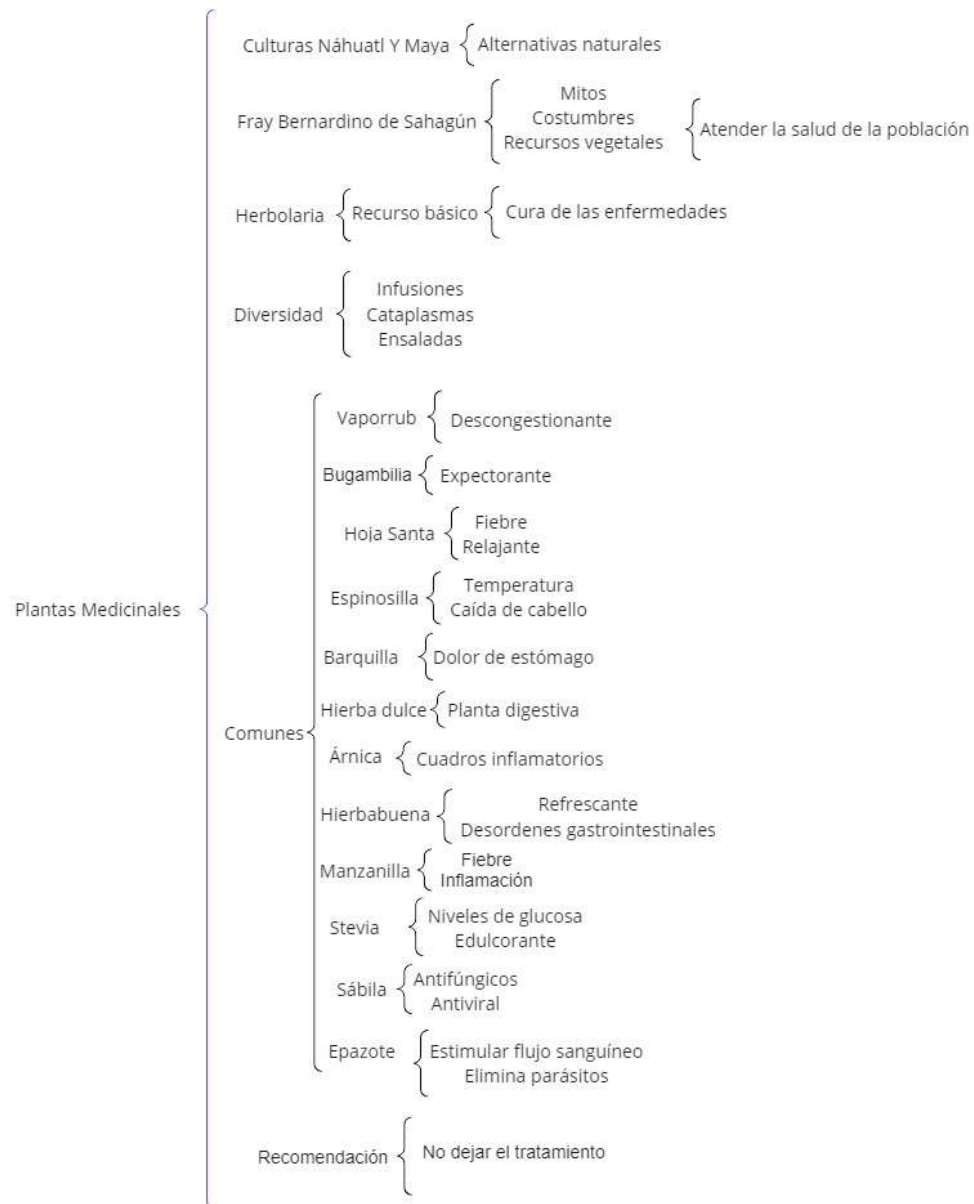 Culturas Náhuatl Y Maya
Alternativas naturales
Fray Bernardino de Sahagún
Mitos
Costumbres
Recursos vegetales
Atender la salud de la población
Herbolaria
Recurso básico
Cura de las enfermedades
Diversidad
Infusiones
Cataplasmas
Ensaladas
Plantas Medicinales
Comunes
Vaporrub
Descongestionante
Bugambilia
Expectorante
Hoja Santa
Fiebre
Relajante
Espinosilla
Temperatura
Caída de cabello
Barquilla
Dolor de estómago
Hierba dulce
Planta digestiva
Árnica
Cuadros inflamatorios
Hierbabuena
Refrescante
Desordenes gastrointestinales
Manzanilla
Fiebre
Inflamación
Stevia
Niveles de glucosa
Edulcorante
Sábila
Antifúngicos
Antiviral
Epazote
Estimular flujo sanguíneo
Elimina parásitos
Recomendación
No dejar el tratamiento